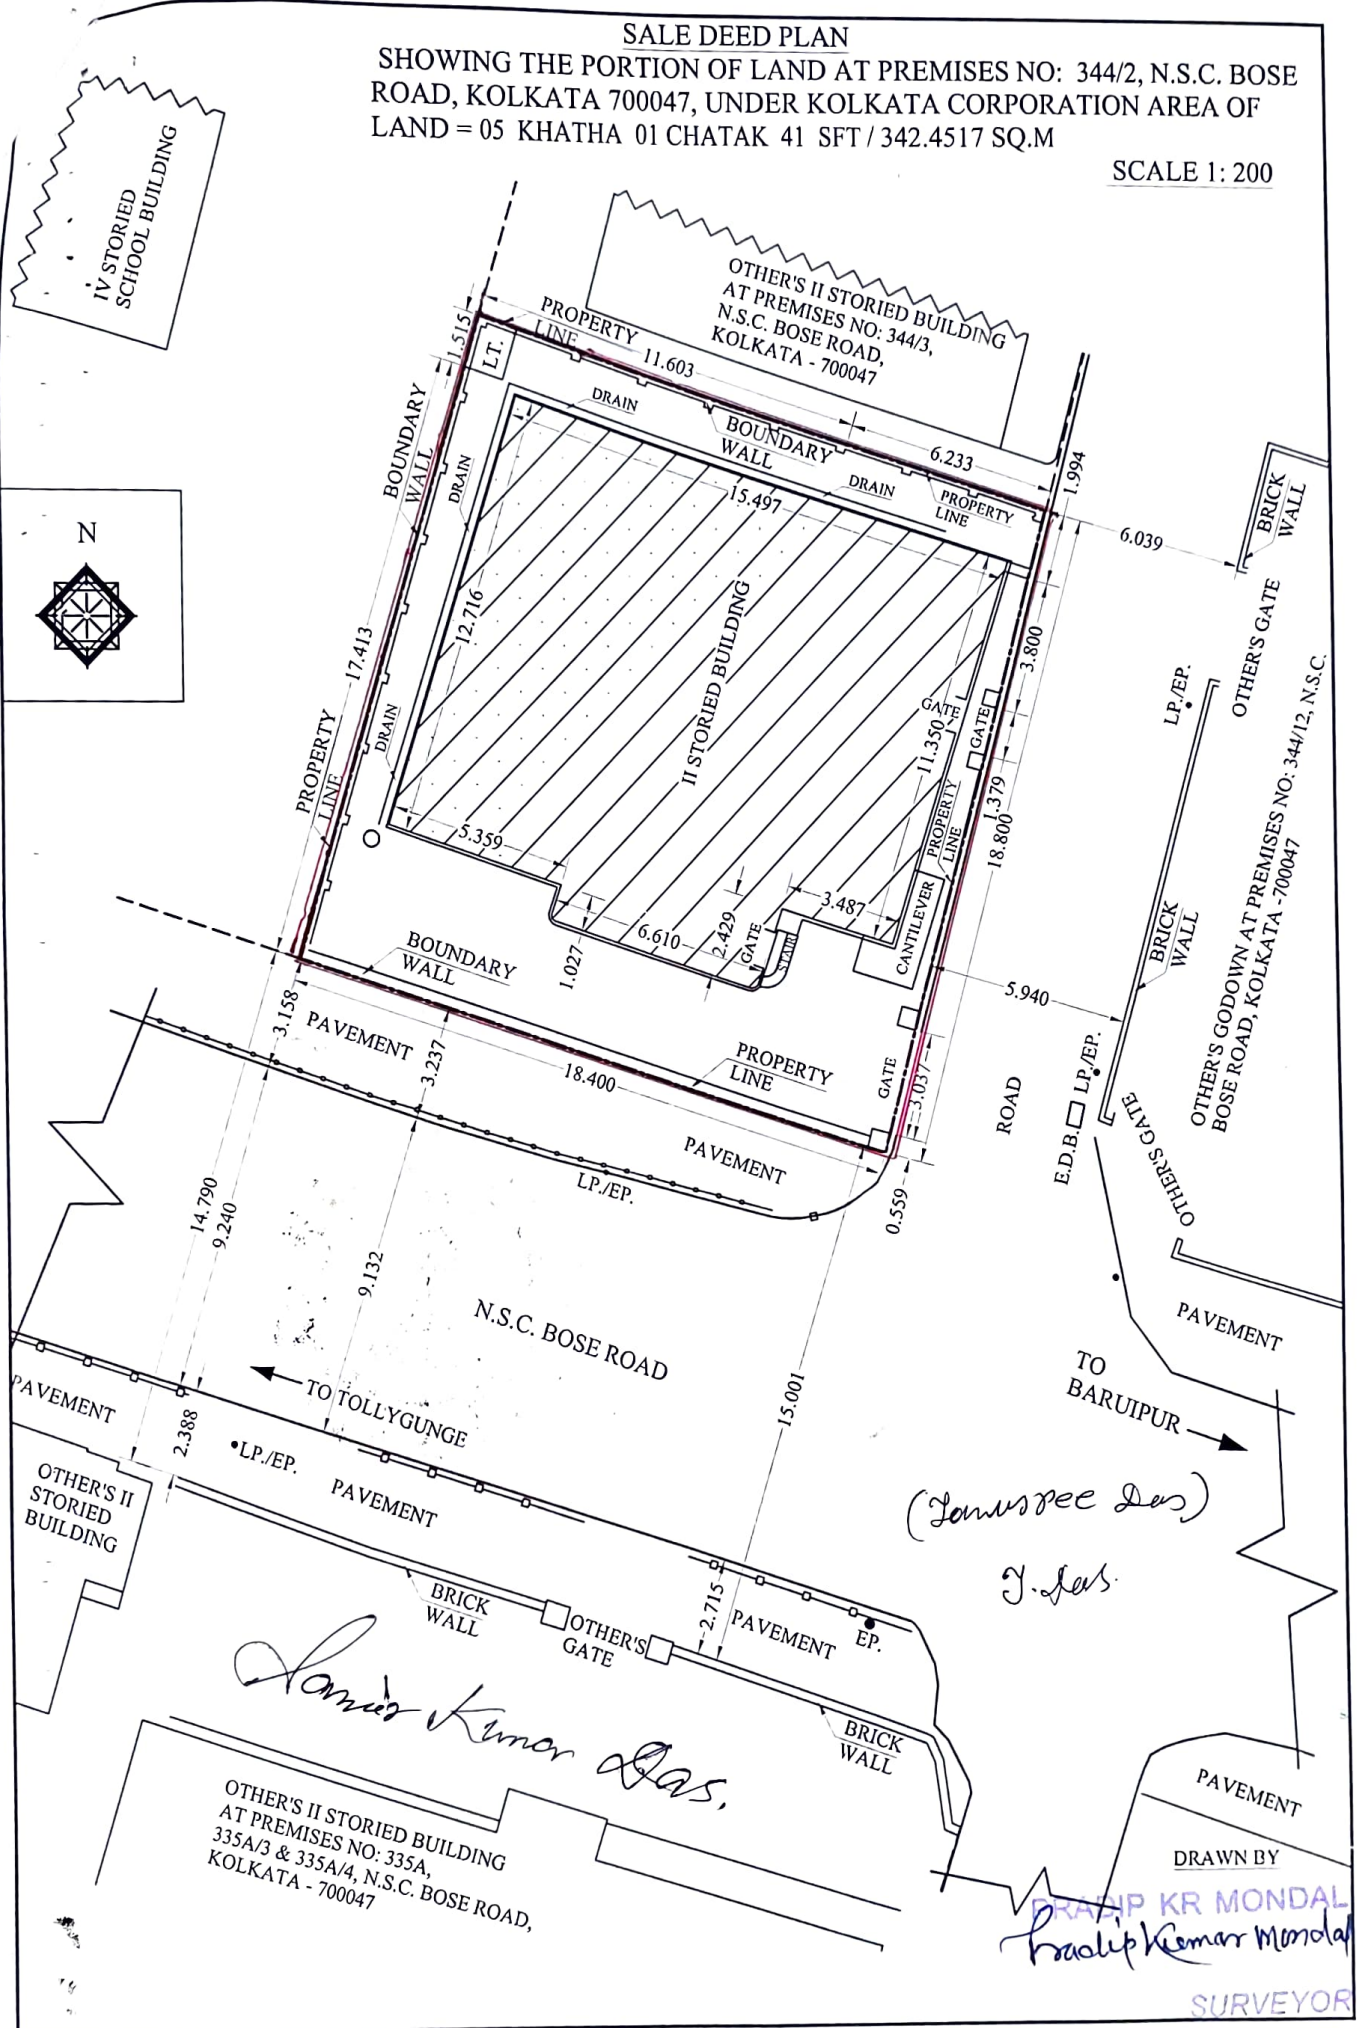 SALE DEED PLAN
SHOWING THE PORTION OF LAND AT PREMISES NO: 344/2, N.S.C. BOSE
ROAD, KOLKATA 700047, UNDER KOLKATA CORPORATION AREA OF
LAND = 05 KHATHA 01 CHATAK 41 SFT / 342.4517 SQ.M
SCALE 1: 200
IV STORIED
SCHOOL BUILDING
OTHER'S II STORIED BUILDING
AT PREMISES NO: 344/3,
N.S.C. BOSE ROAD,
KOLKATA - 700047
1.515
PROPERTY
LINE
11.603
LT.
DRAIN
BOUNDARY
WALL
6.233
1.994
BOUNDARY
WALL
DRAIN
15.497
DRAIN
PROPERTY
LINE
6.039
BRICK
WALL
N
12.716
II STORIED BUILDING
3.800
OTHER'S GATE
LP./EP.
17.413
GATE
GATE
11.350
DRAIN
PROPERTY
LINE
1.379
18.800
PROPERTY
LINE
5.359
3.487
CANTILEVER
6.610
2.429
GATE
STAIR
1.027
BOUNDARY
WALL
5.940
BRICK
WALL
OTHER'S GODOWN AT PREMISES NO: 344/12, N.S.C.
BOSE ROAD, KOLKATA -700047
3.158
PAVEMENT
3.237
18.400
PROPERTY
LINE
GATE
3.037
ROAD
E.D.B.
LP./EP.
OTHER'S GATE
PAVEMENT
LP./EP.
0.559
14.790
9.240
9.132
N.S.C. BOSE ROAD
15.001
PAVEMENT
TO
BARUIPUR
TO TOLLYGUNGE
PAVEMENT
2.388
LP./EP.
PAVEMENT
OTHER'S II
STORIED
BUILDING
(Tanusree Das)
T. Das.
BRICK
WALL
OTHER'S
GATE
2.715
PAVEMENT
EP.
Samir Kumar Das.
BRICK
WALL
OTHER'S II STORIED BUILDING
AT PREMISES NO: 335A,
335A/3 & 335A/4, N.S.C. BOSE ROAD,
KOLKATA - 700047
PAVEMENT
DRAWN BY
PRADIP KR MONDAL
Pradip Kumar Mondal
SURVEYOR